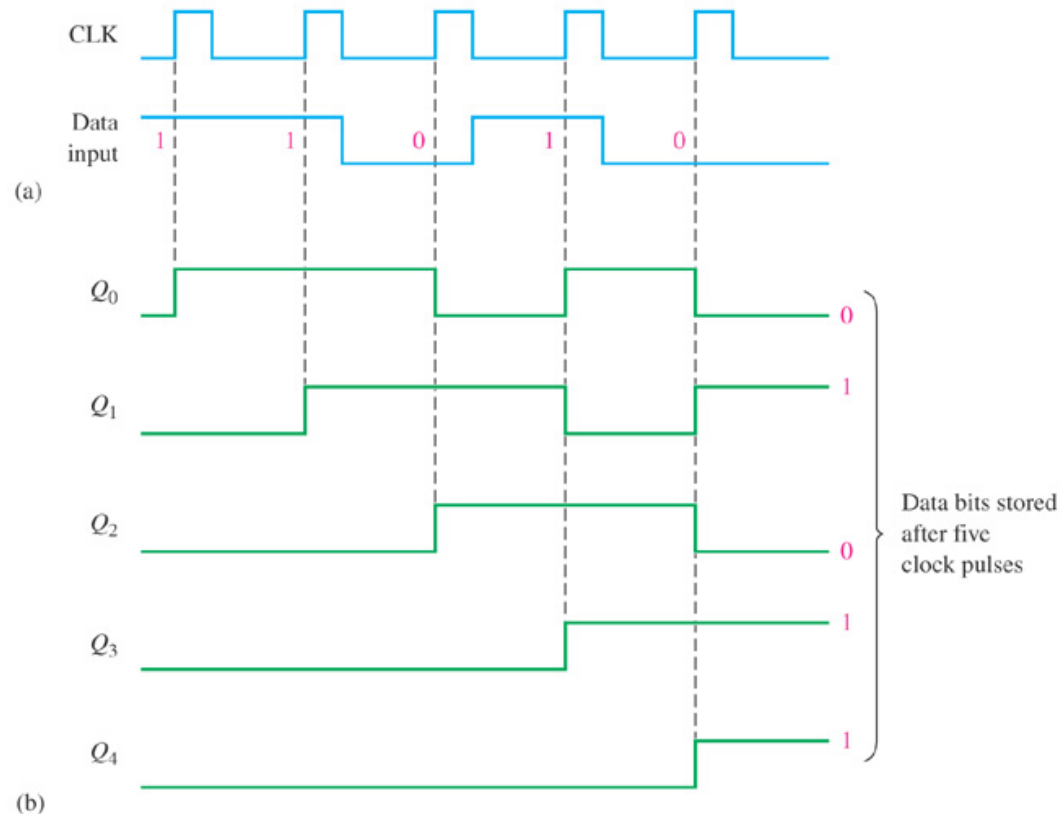 CLK
Data
input
1 1 0 1 0
(a)
Q0 0
Q1 1
Q2 0
Data bits stored
after five
clock pulses
Q3 1
Q4 1
(b)